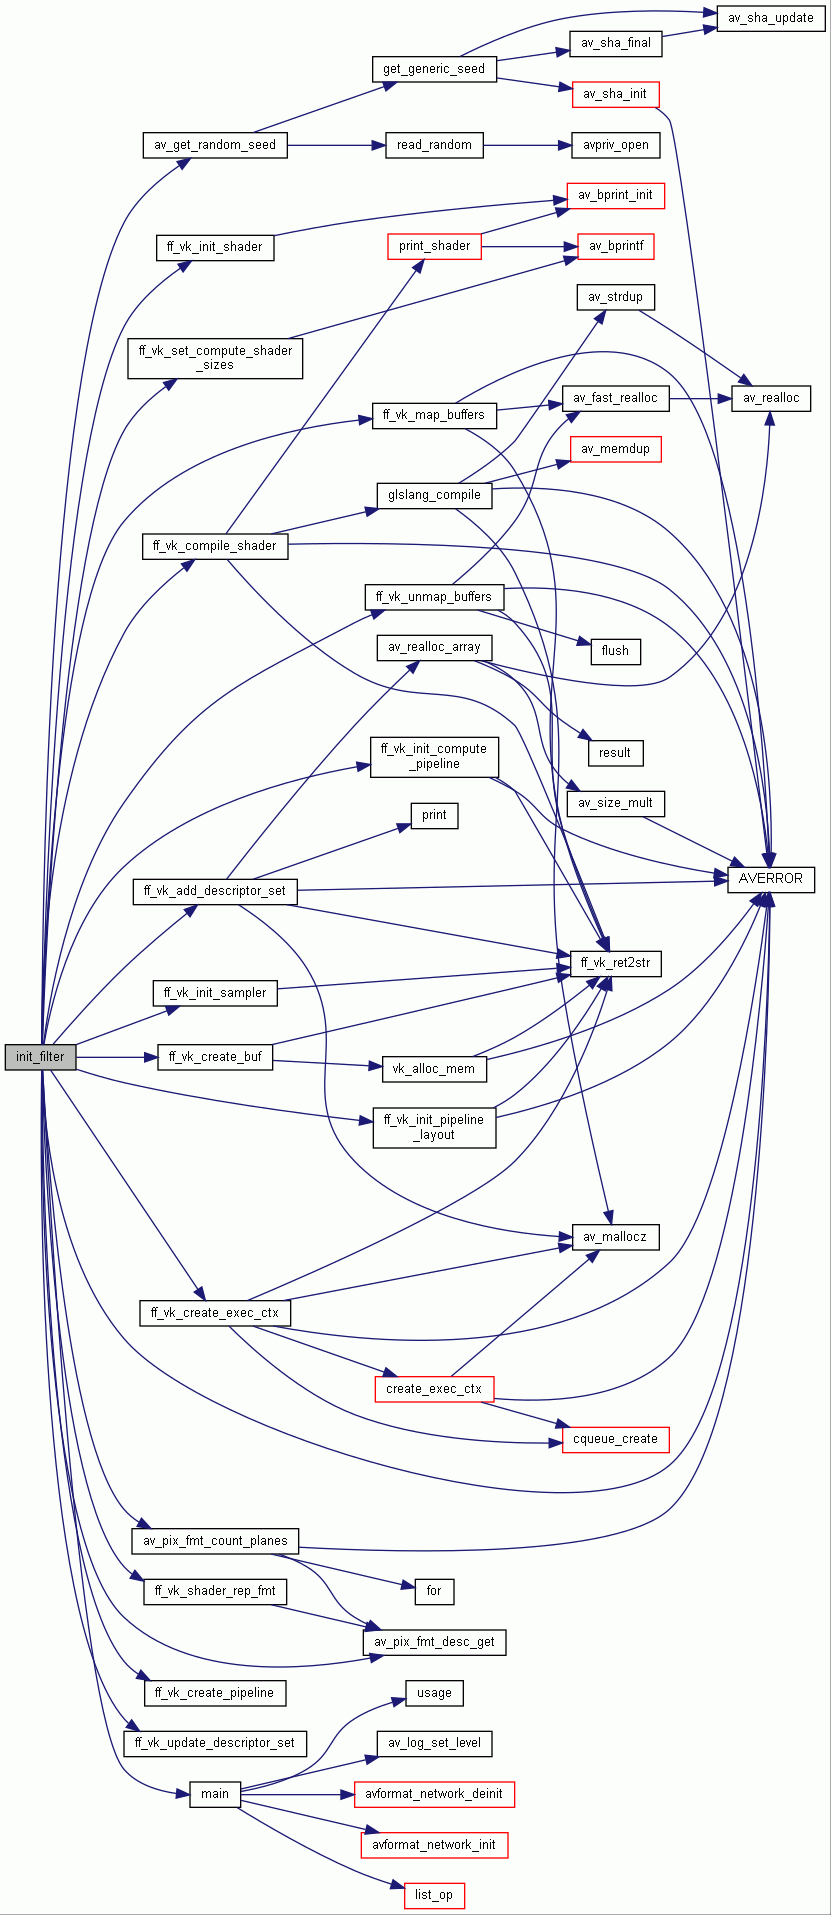 av_sha_update
av_sha_final
get_generic_seed
av_sha_init
av_get_random_seed
read_random
avpriv_open
av_bprint_init
ff_vk_init_shader
print_shader
av_bprintf
av_strdup
ff_vk_set_compute_shader
_sizes
av_fast_realloc
av_realloc
ff_vk_map_buffers
av_memdup
glslang_compile
ff_vk_compile_shader
ff_vk_unmap_buffers
av_realloc_array
flush
ff_vk_init_compute
_pipeline
result
av_size_mult
print
AVERROR
ff_vk_add_descriptor_set
ff_vk_ret2str
ff_vk_init_sampler
init_filter
ff_vk_create_buf
vk_alloc_mem
ff_vk_init_pipeline
_layout
av_mallocz
ff_vk_create_exec_ctx
create_exec_ctx
cqueue_create
av_pix_fmt_count_planes
ff_vk_shader_rep_fmt
for
av_pix_fmt_desc_get
ff_vk_create_pipeline
usage
ff_vk_update_descriptor_set
av_log_set_level
main
avformat_network_deinit
avformat_network_init
list_op